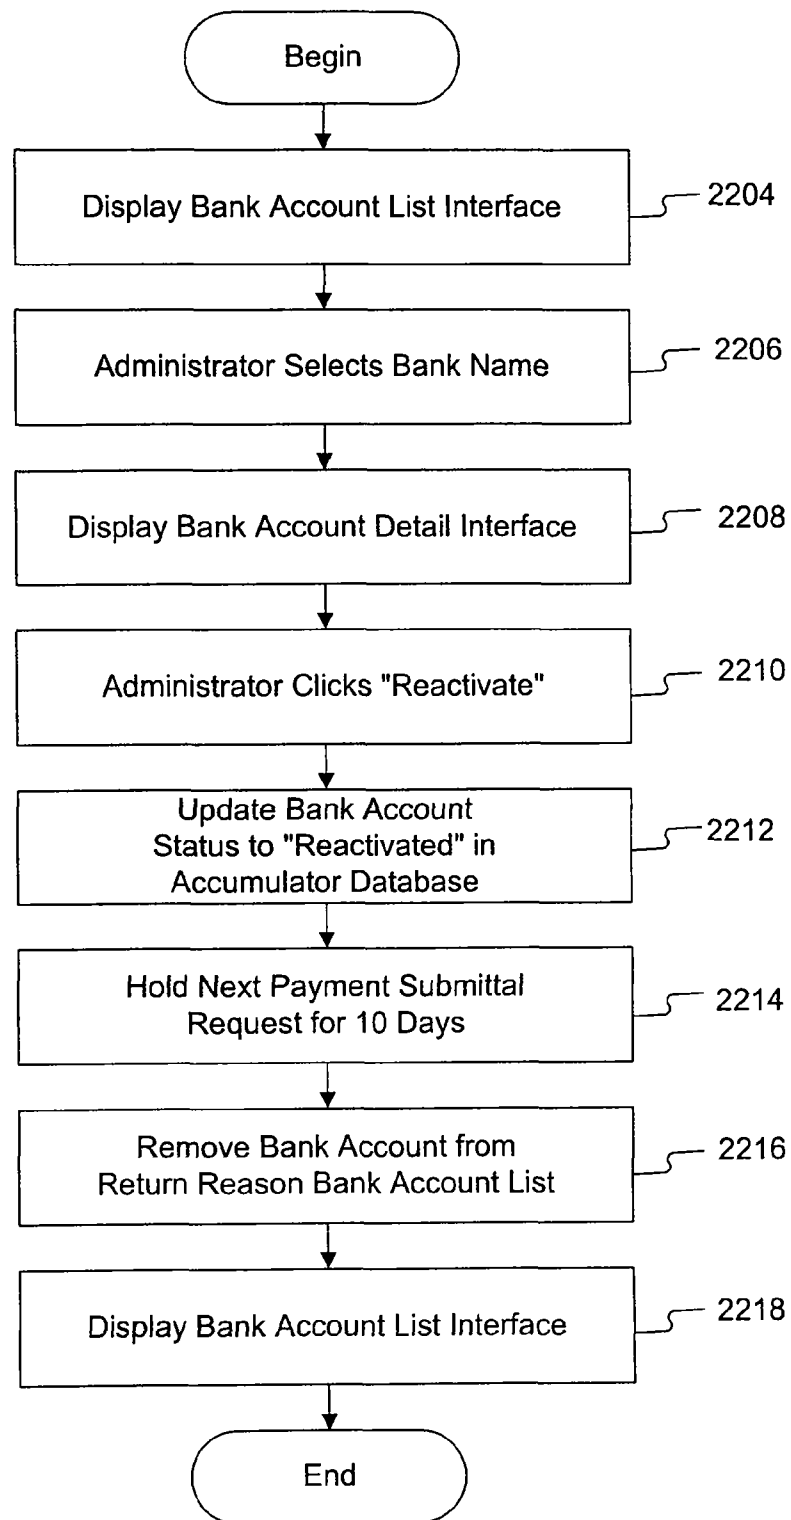 Begin
Display Bank Account List Interface
2204
Administrator Selects Bank Name
2206
Display Bank Account Detail Interface
2208
Administrator Clicks "Reactivate"
2210
Update Bank Account
Status to "Reactivated" in
Accumulator Database
2212
Hold Next Payment Submittal
Request for 10 Days
2214
Remove Bank Account from
Return Reason Bank Account List
2216
Display Bank Account List Interface
2218
End